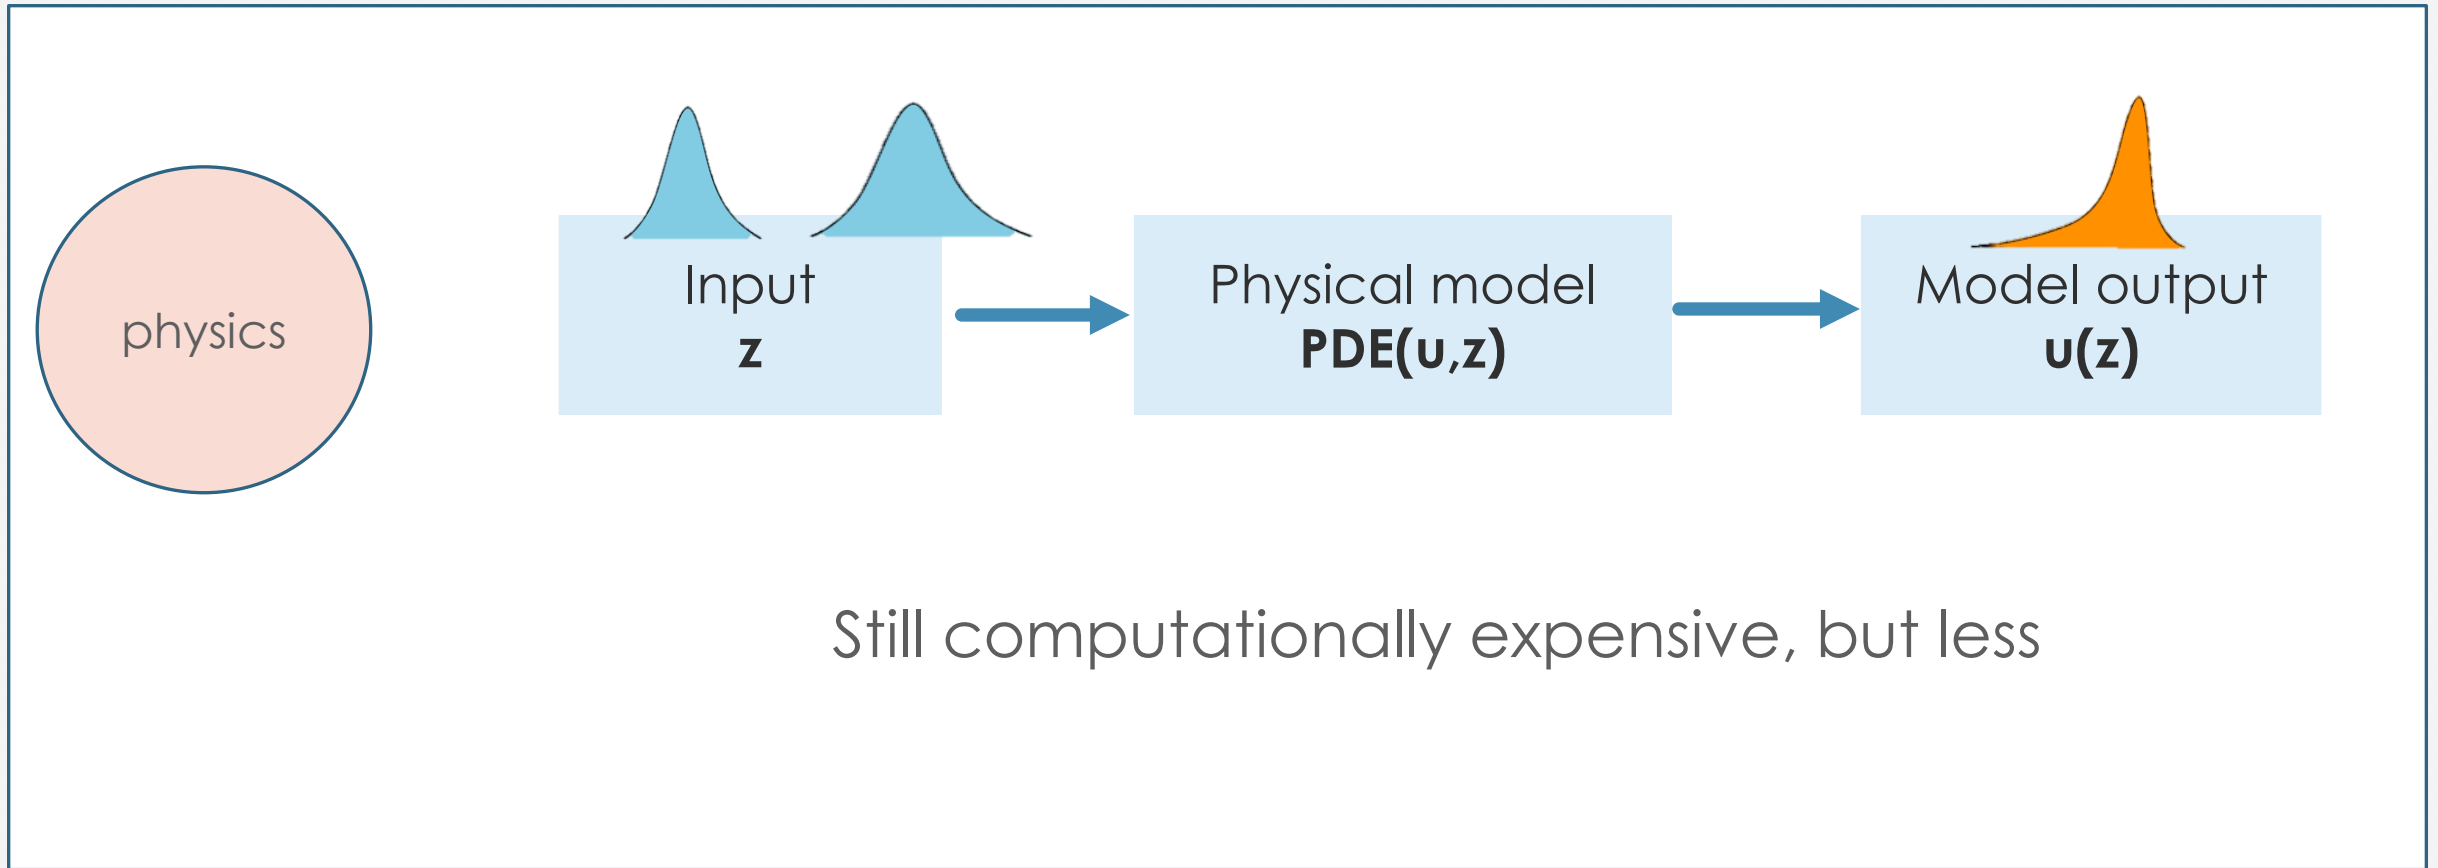 physics
Input
z
Physical model
PDE(u,z)
Model output
u(z)
Still computationally expensive, but less